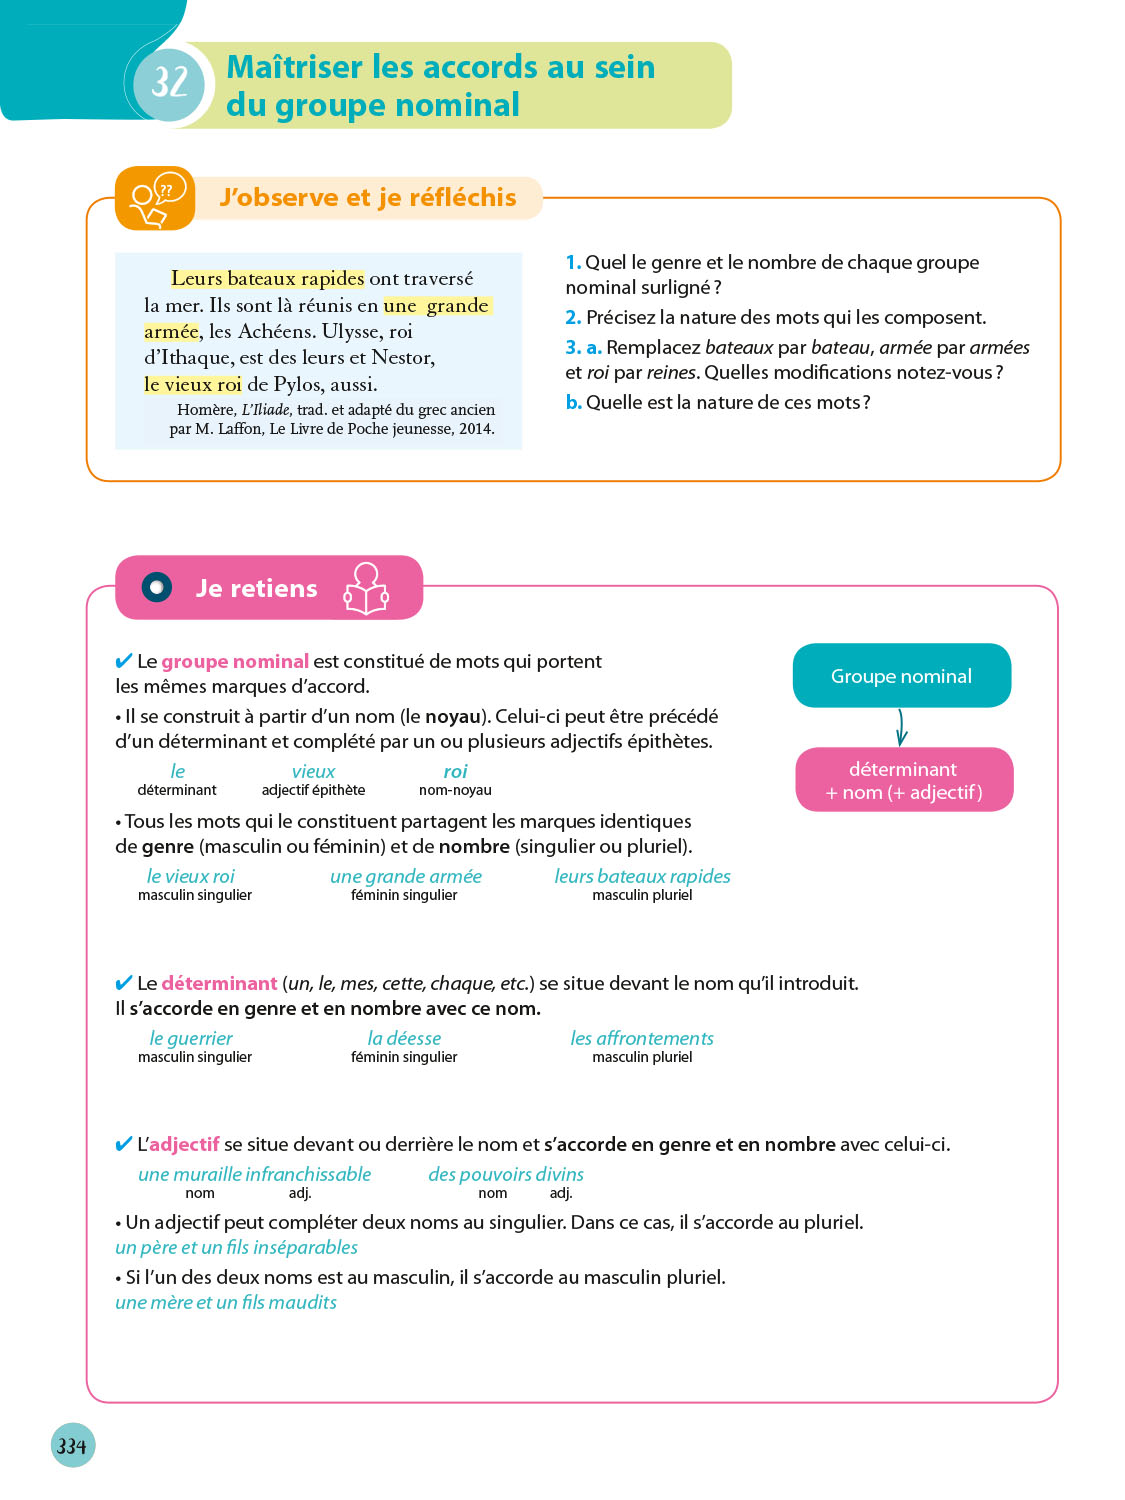 32
Maîtriser les accords au sein
du groupe nominal
??
J’observe et je réfléchis
Leurs bateaux rapides ont traversé
la mer. Ils sont là réunis en une grande
armée, les Achéens. Ulysse, roi
d’Ithaque, est des leurs et Nestor,
le vieux roi de Pylos, aussi.
Homère, L’Iliade, trad. et adapté du grec ancien
par M. Laffon, Le Livre de Poche jeunesse, 2014.
1. Quel le genre et le nombre de chaque groupe
nominal surligné ?
2. Précisez la nature des mots qui les composent.
3. a. Remplacez bateaux par bateau, armée par armées
et roi par reines. Quelles modifications notez-vous ?
b. Quelle est la nature de ces mots ?
Je retiens
✔ Le groupe nominal est constitué de mots qui portent
les mêmes marques d’accord.
• Il se construit à partir d’un nom (le noyau). Celui-ci peut être précédé
d’un déterminant et complété par un ou plusieurs adjectifs épithètes.
le vieux roi
déterminant adjectif épithète nom-noyau
• Tous les mots qui le constituent partagent les marques identiques
de genre (masculin ou féminin) et de nombre (singulier ou pluriel).
le vieux roi une grande armée leurs bateaux rapides
masculin singulier féminin singulier masculin pluriel
Groupe nominal
déterminant
+ nom (+ adjectif)
✔ Le déterminant (un, le, mes, cette, chaque, etc.) se situe devant le nom qu’il introduit.
Il s’accorde en genre et en nombre avec ce nom.
le guerrier la déesse les affrontements
masculin singulier féminin singulier masculin pluriel
✔ L’adjectif se situe devant ou derrière le nom et s’accorde en genre et en nombre avec celui-ci.
une muraille infranchissable des pouvoirs divins
nom adj. nom adj.
• Un adjectif peut compléter deux noms au singulier. Dans ce cas, il s’accorde au pluriel.
un père et un fils inséparables
• Si l’un des deux noms est au masculin, il s’accorde au masculin pluriel.
une mère et un fils maudits
334